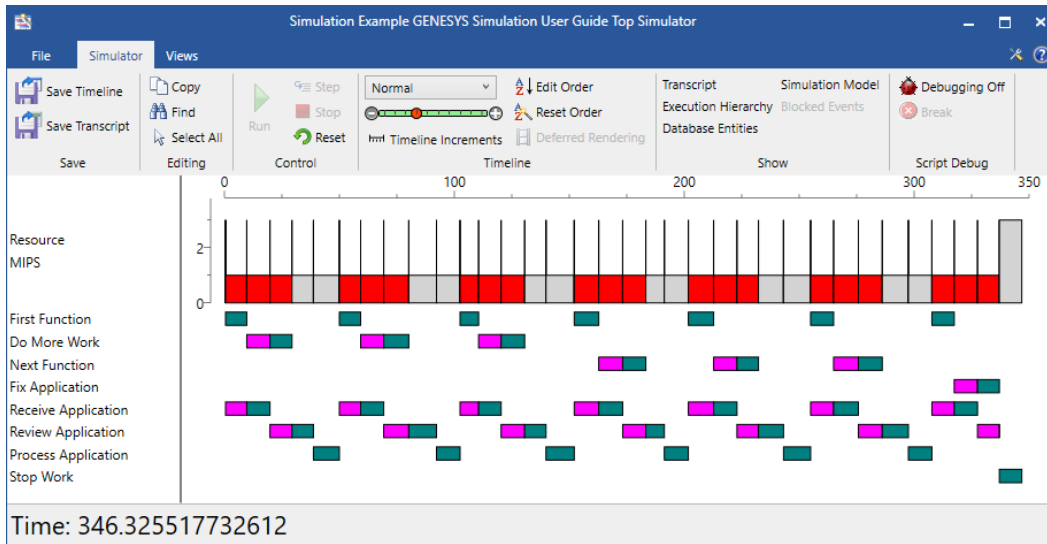 Simulation Example GENESYS Simulation User Guide Top Simulator
File Simulator Views
Save Timeline Copy Step Normal Edit Order Transcript Simulation Model Debugging Off
Find Stop Reset Order Execution Hierarchy Blocked Events Break
Save Transcript Select All Run Reset Timeline Increments Deferred Rendering Database Entities
Save Editing Control Timeline Show Script Debug
0 100 200 300 350
Resource
MIPS
2
0
First Function
Do More Work
Next Function
Fix Application
Receive Application
Review Application
Process Application
Stop Work
Time: 346.325517732612